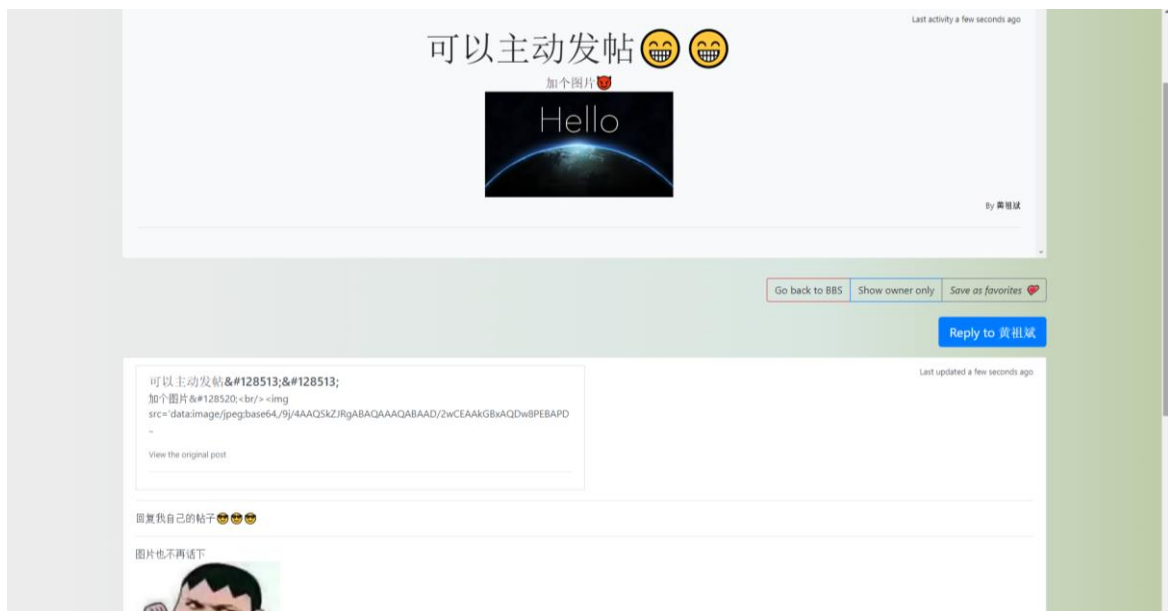 Last activity a few seconds ago
可以主动发帖😁😁
加个图片😈
Hello
By 黄祖斌
Go back to BBS
Show owner only
Save as favorites 💗
Reply to 黄祖斌
Last updated a few seconds ago
可以主动发帖&#128513;&#128513;
加个图片&#128520;<br/><img
src='data:image/jpeg;base64,/9j/4AAQSkZJRgABAQAAAQABAAD/2wCEAAkGBxAQDw8PEBAPD
..
View the original post
回复我自己的帖子😎😎😎
图片也不再话下